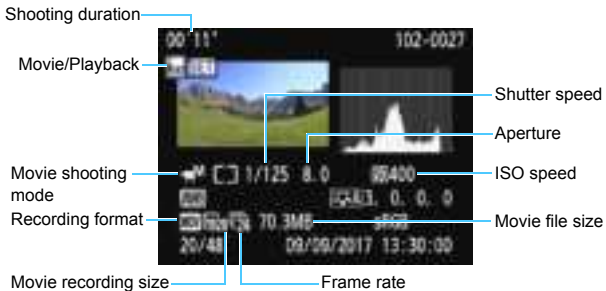 Shooting duration
00'11" 102-0027
Movie/Playback
Shutter speed
Aperture
Movie shooting mode
1/125 8.0 400
ISO speed
3, 0, 0, 0
Recording format
70.3MB sRGB
Movie file size
20/48 09/09/2017 13:30:00
Movie recording size
Frame rate